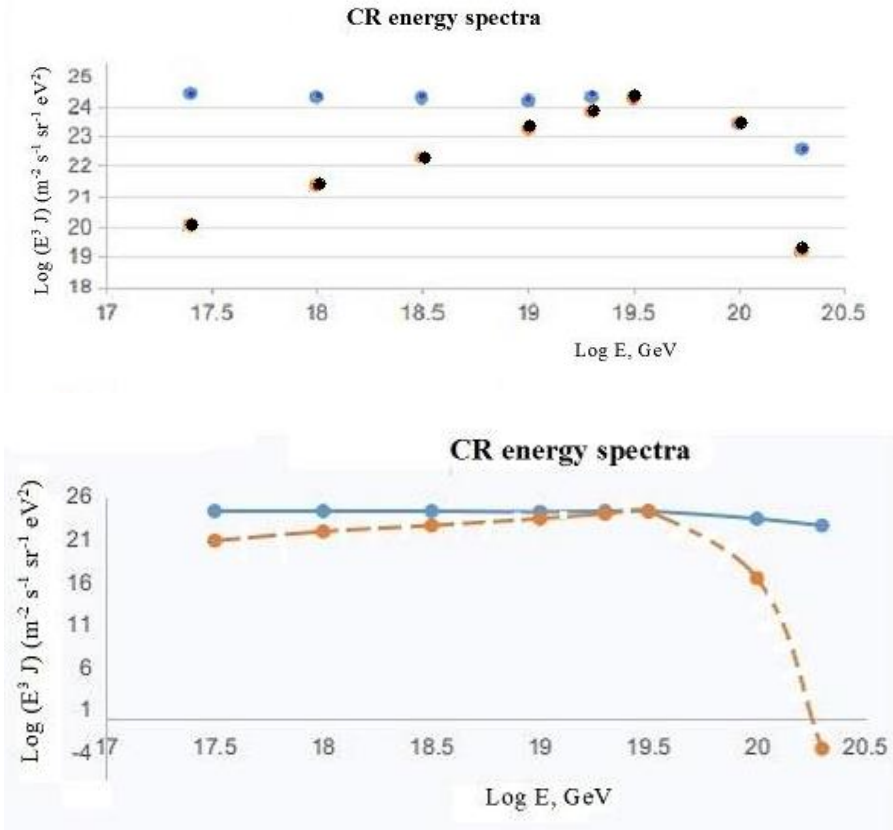 CR energy spectra
Log (E³ J) (m⁻² s⁻¹ sr⁻¹ eV²)
25
24
23
22
21
20
19
18
17 17.5 18 18.5 19 19.5 20 20.5
Log E, GeV
CR energy spectra
Log (E³ J) (m⁻² s⁻¹ sr⁻¹ eV²)
26
21
16
11
6
1
-4
17 17.5 18 18.5 19 19.5 20 20.5
Log E, GeV